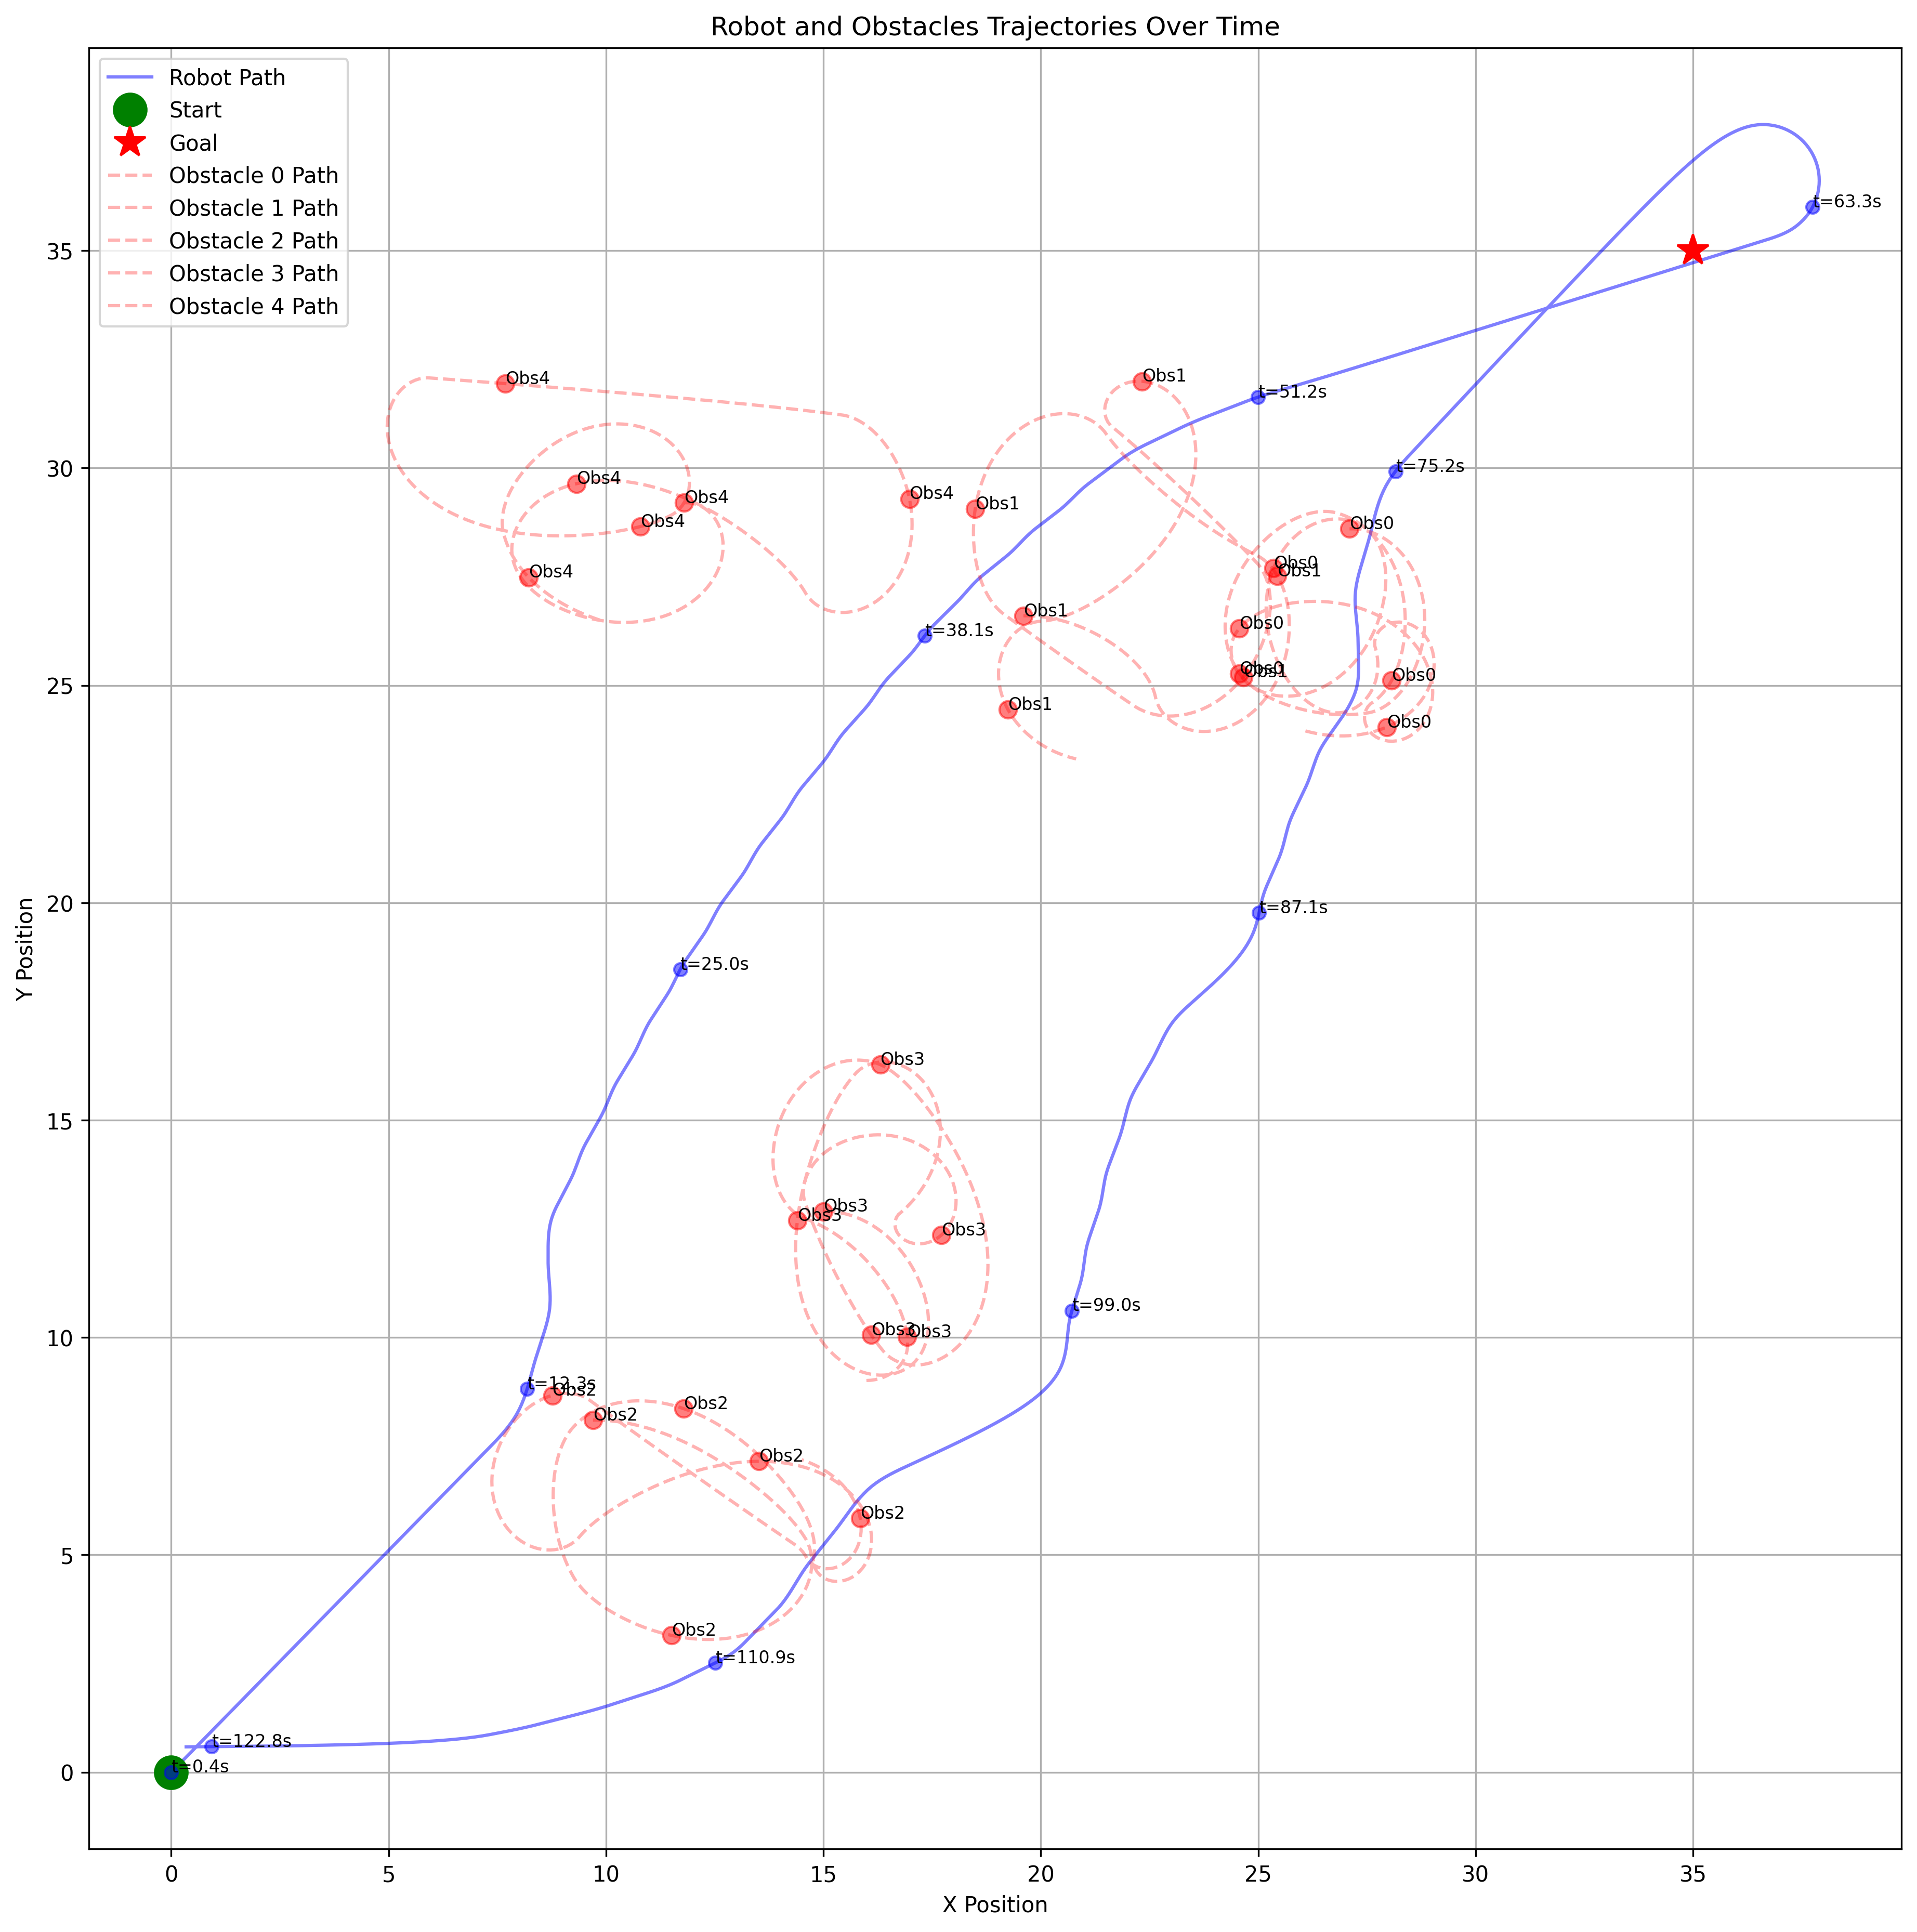 Robot and Obstacles Trajectories Over Time
Robot Path
Start
Goal
Obstacle 0 Path
Obstacle 1 Path
Obstacle 2 Path
Obstacle 3 Path
Obstacle 4 Path
t=63.3s
35
Obs4
Obs1
t=51.2s
30
t=75.2s
Obs4
Obs4
Obs4
Obs1
Obs4
Obs0
Obs0
Obs1
Obs4
Obs1
t=38.1s
Obs0
25
Obs0
Obs1
Obs0
Obs1
Obs0
20
t=87.1s
t=25.0s
Y Position
Obs3
15
Obs3
Obs3
Obs3
10
t=99.0s
Obs3
Obs3
t=12.3s
Obs2
Obs2
Obs2
Obs2
Obs2
5
Obs2
t=110.9s
t=122.8s
0
t=0.4s
0 5 10 15 20 25 30 35
X Position